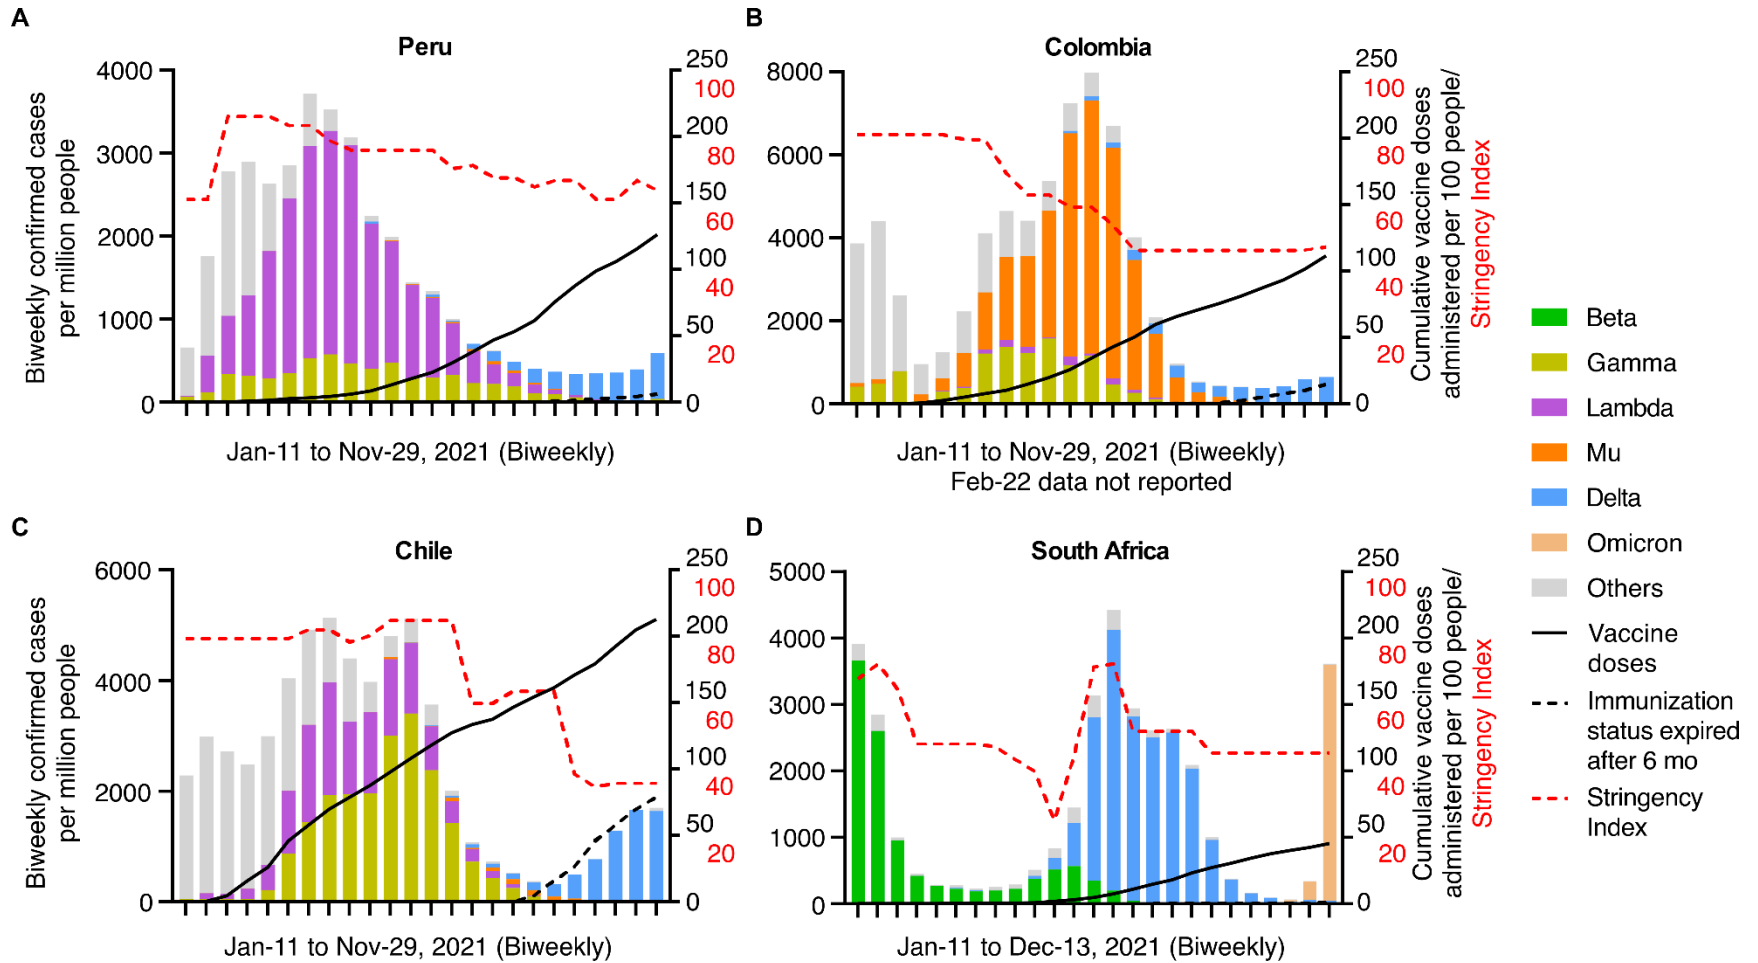 A
Peru
Biweekly confirmed cases
per million people
4000
3000
2000
1000
0
250
200
150
100
50
0
100
80
60
40
20
Jan-11 to Nov-29, 2021 (Biweekly)
B
Colombia
8000
6000
4000
2000
0
250
200
150
100
50
0
100
80
60
40
20
Cumulative vaccine doses
administered per 100 people/
Stringency Index
Jan-11 to Nov-29, 2021 (Biweekly)
Feb-22 data not reported
C
Chile
Biweekly confirmed cases
per million people
6000
4000
2000
0
250
200
150
100
50
0
100
80
60
40
20
Jan-11 to Nov-29, 2021 (Biweekly)
D
South Africa
5000
4000
3000
2000
1000
0
250
200
150
100
50
0
100
80
60
40
20
Cumulative vaccine doses
administered per 100 people/
Stringency Index
Jan-11 to Dec-13, 2021 (Biweekly)
Beta
Gamma
Lambda
Mu
Delta
Omicron
Others
Vaccine
doses
Immunization
status expired
after 6 mo
Stringency
Index